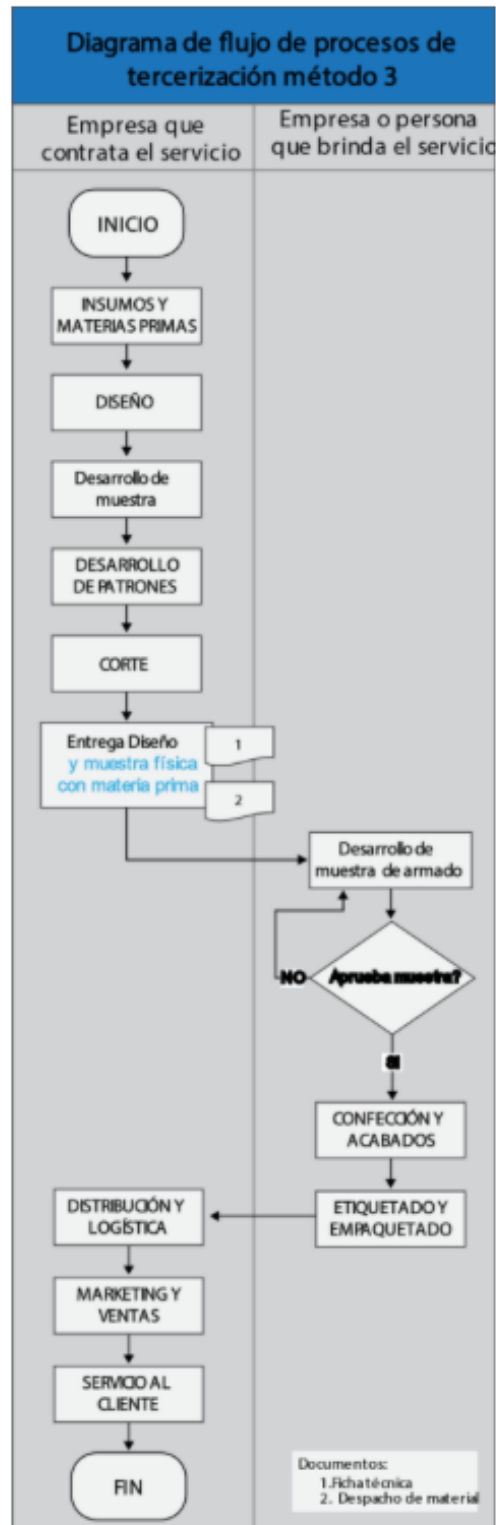 Diagrama de flujo de procesos de
tercerización método 3
Empresa que
contrata el servicio
Empresa o persona
que brinda el servicio
INICIO
INSUMOS Y
MATERIAS PRIMAS
DISEÑO
Desarrollo de
muestra
DESARROLLO
DE PATRONES
CORTE
Entrega Diseño
y muestra física
con materia prima
1
2
Desarrollo de
muestra de armado
Aprueba muestra?
NO
SI
CONFECCIÓN Y
ACABADOS
ETIQUETADO Y
EMPAQUETADO
DISTRIBUCIÓN Y
LOGÍSTICA
MARKETING Y
VENTAS
SERVICIO AL
CLIENTE
FIN
Documentos:
1.Ficha técnica
2. Despacho de material